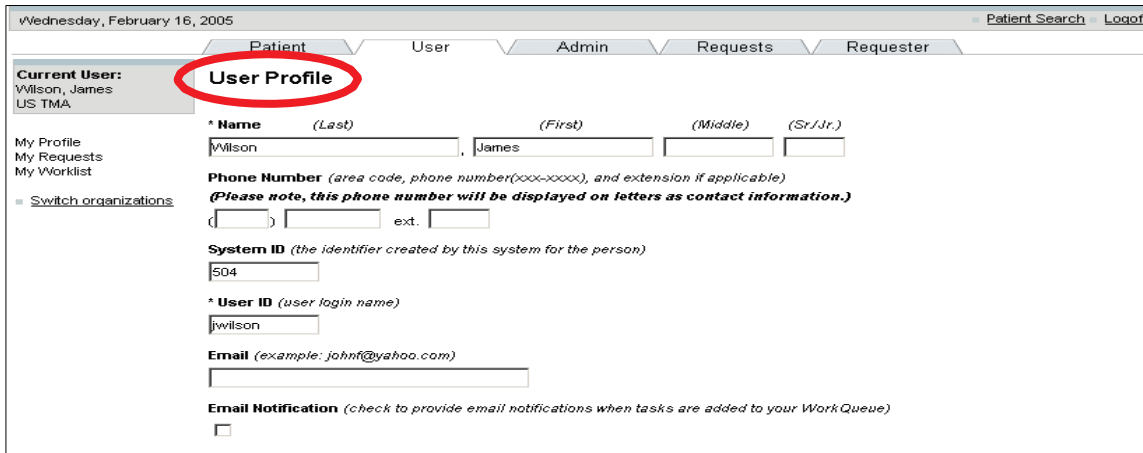 Wednesday, February 16, 2005
Patient Search Logof
Patient User Admin Requests Requester
Current User:
Wilson, James
US TMA
My Profile
My Requests
My Worklist
Switch organizations
User Profile
* Name (Last) (First) (Middle) (Sr./Jr.)
Wilson , James
Phone Number (area code, phone number(xxx-xxxx), and extension if applicable)
(Please note, this phone number will be displayed on letters as contact information.)
( ) ext.
System ID (the identifier created by this system for the person)
504
* User ID (user login name)
jwilson
Email (example: johnf@yahoo.com)
Email Notification (check to provide email notifications when tasks are added to your WorkQueue)